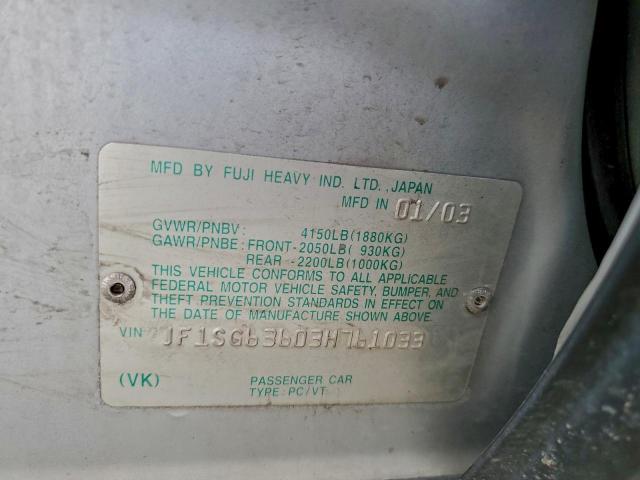 MFD BY FUJI HEAVY IND. LTD., JAPAN
MFD IN 01/03
GVWR/PNBV : 4150LB(1880KG)
GAWR/PNBE : FRONT-2050LB( 930KG)
REAR -2200LB(1000KG)
THIS VEHICLE CONFORMS TO ALL APPLICABLE
FEDERAL MOTOR VEHICLE SAFETY, BUMPER, AND
THEFT PREVENTION STANDARDS IN EFFECT ON
THE DATE OF MANUFACTURE SHOWN ABOVE.
VIN JF1SG63603H761033
(VK) PASSENGER CAR
TYPE: PC/VT